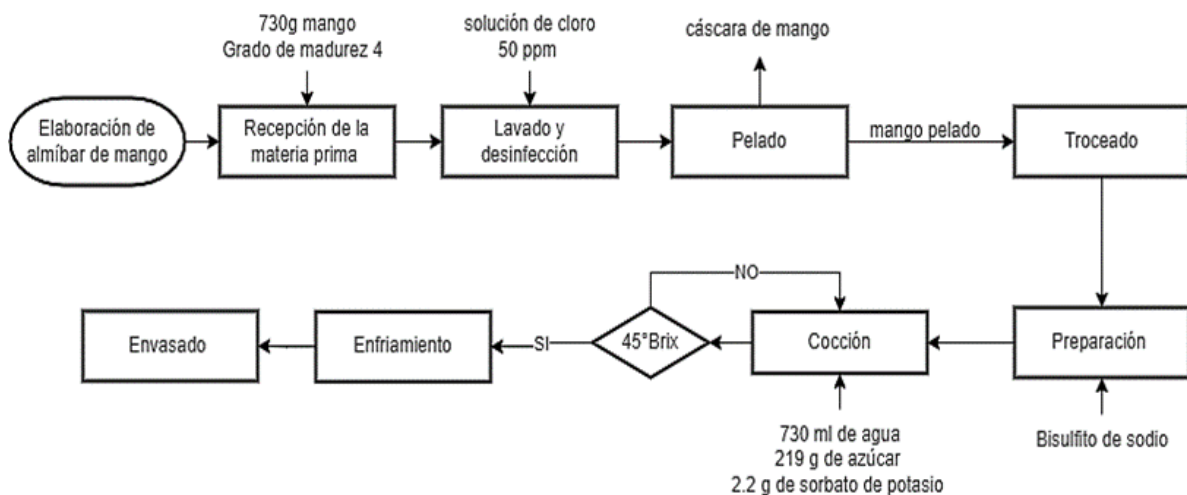 730g mango
Grado de madurez 4
solución de cloro
50 ppm
cáscara de mango
Elaboración de
almíbar de mango
Recepción de la
materia prima
Lavado y
desinfección
Pelado
mango pelado
Troceado
NO
Envasado
Enfriamiento
SI
45°Brix
Cocción
Preparación
730 ml de agua
219 g de azúcar
2.2 g de sorbato de potasio
Bisulfito de sodio